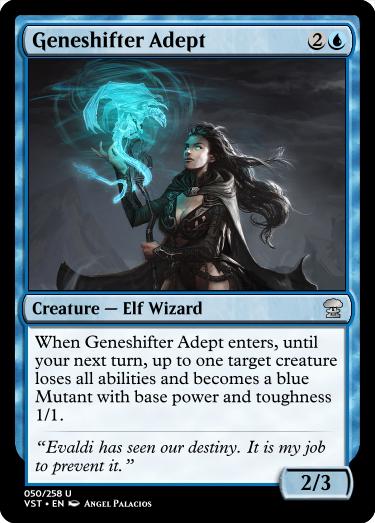 Geneshifter Adept 2
Creature — Elf Wizard
When Geneshifter Adept enters, until
your next turn, up to one target creature
loses all abilities and becomes a blue
Mutant with base power and toughness
1/1.
“Evaldi has seen our destiny. It is my job
to prevent it.”
2/3
050/258 U
VST • EN Angel Palacios